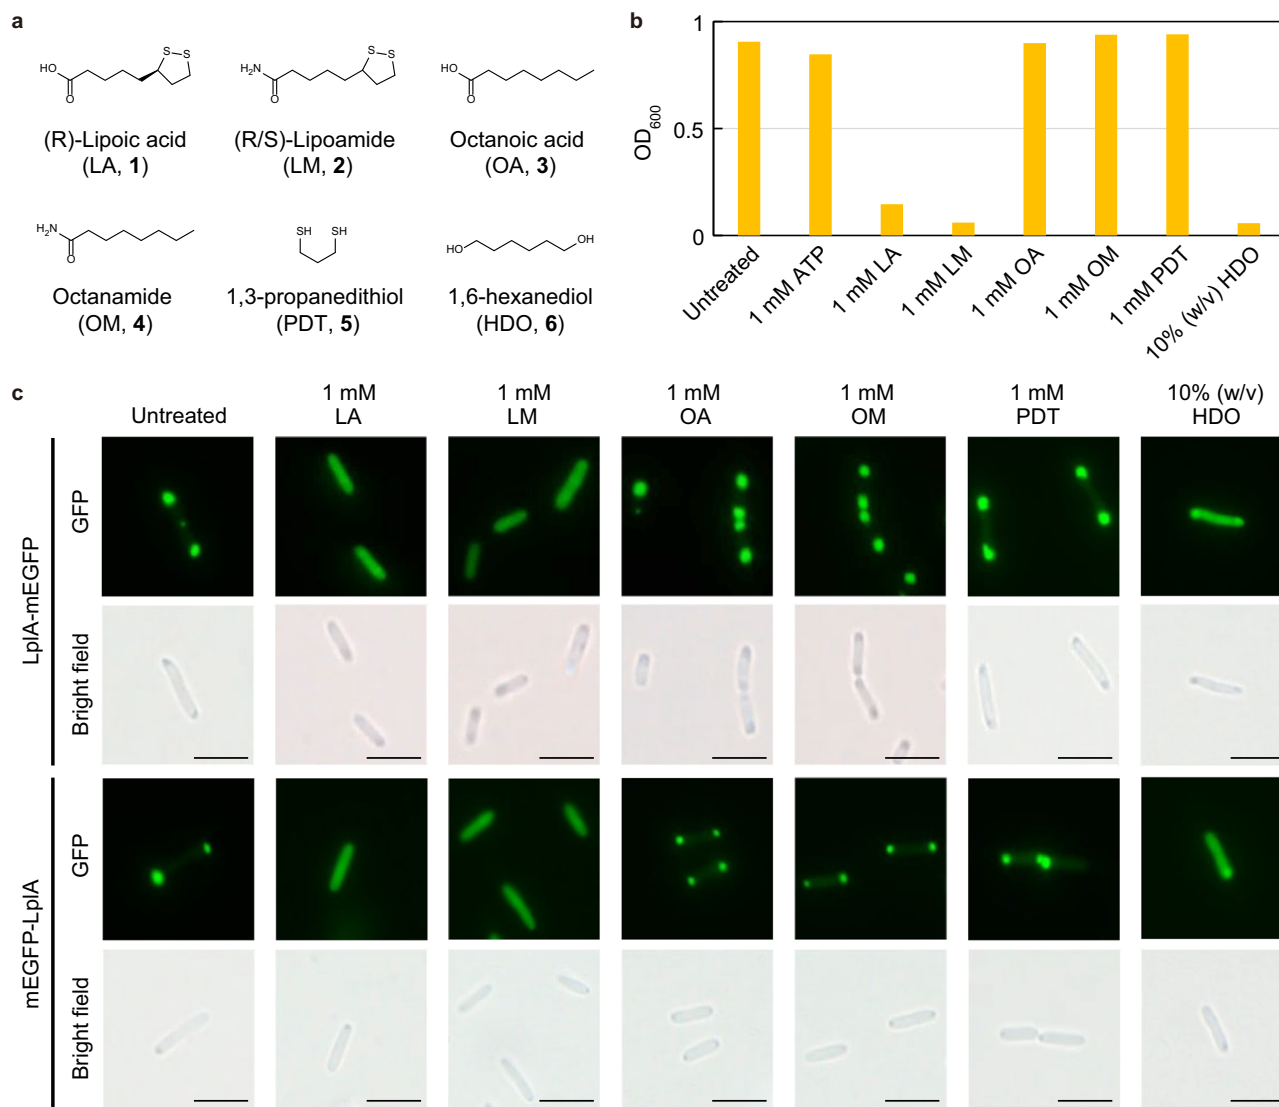 a
HO
O
S
S
(R)-Lipoic acid
(LA, 1)
H₂N
O
S
S
(R/S)-Lipoamide
(LM, 2)
HO
O
Octanoic acid
(OA, 3)
H₂N
O
Octanamide
(OM, 4)
SH
SH
1,3-propanedithiol
(PDT, 5)
HO
OH
1,6-hexanediol
(HDO, 6)
b
OD₆₀₀
1
0.5
0
Untreated
1 mM ATP
1 mM LA
1 mM LM
1 mM OA
1 mM OM
1 mM PDT
10% (w/v) HDO
c
Untreated
1 mM
LA
1 mM
LM
1 mM
OA
1 mM
OM
1 mM
PDT
10% (w/v)
HDO
LplA-mEGFP
GFP
Bright field
mEGFP-LplA
GFP
Bright field